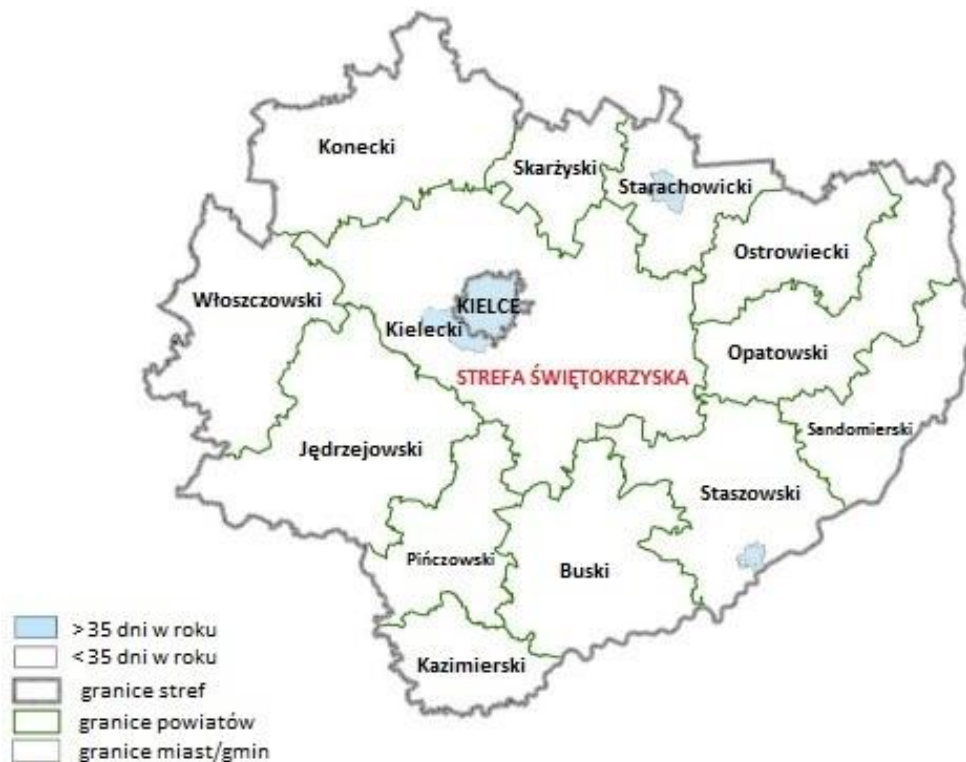 Konecki
Skarżyski
Starachowicki
Ostrowiecki
Włoszczowski
KIELCE
Kielecki
Opatowski
STREFA ŚWIĘTOKRZYSKA
Sandomierski
Jędrzejowski
Staszowski
Pińczowski
Buski
Kazimierski
> 35 dni w roku
< 35 dni w roku
granice stref
granice powiatów
granice miast/gmin